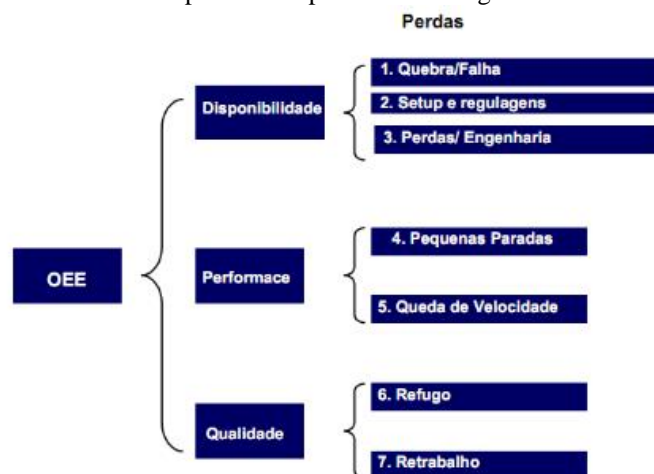 Perdas
1. Quebra/Falha
Disponibilidade
2. Setup e regulagens
3. Perdas/ Engenharia
4. Pequenas Paradas
OEE
Performace
5. Queda de Velocidade
6. Refugo
Qualidade
7. Retrabalho